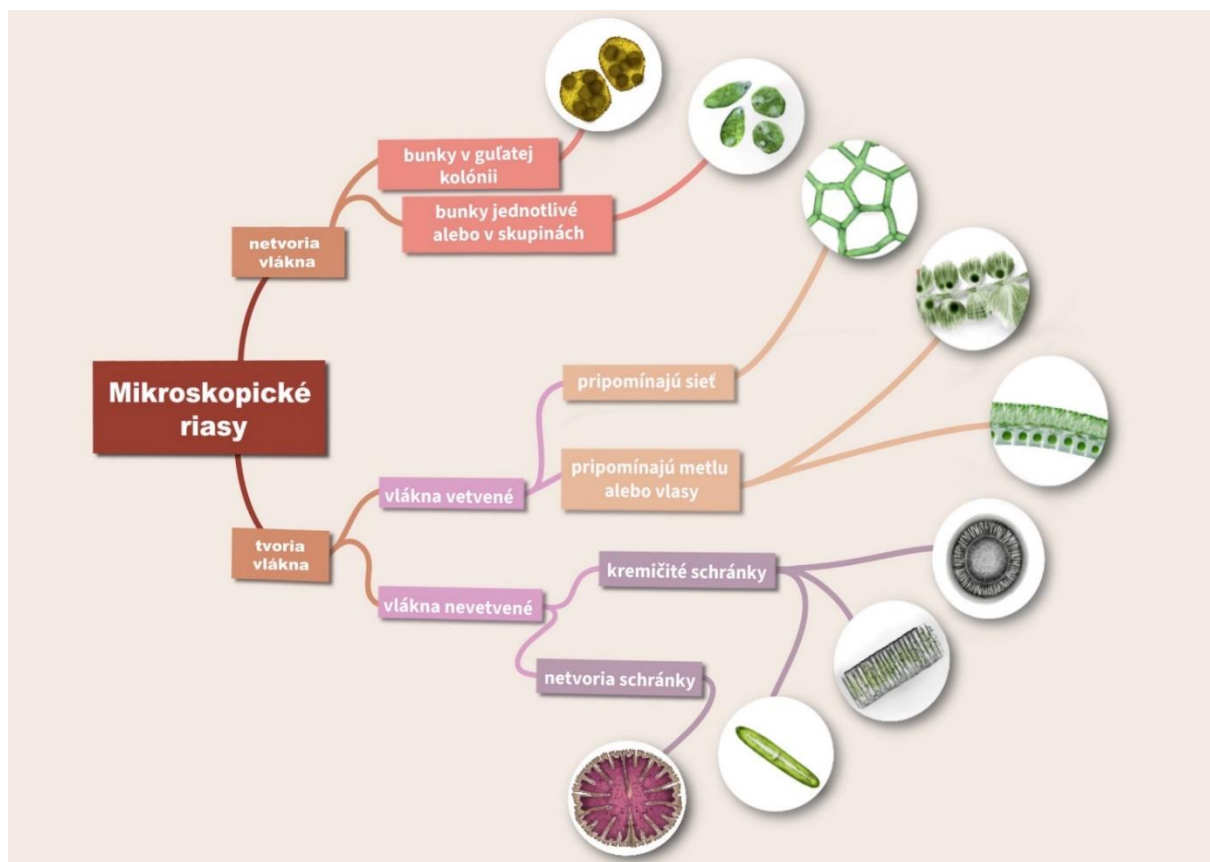 bunky v guľatej
kolónii
bunky jednotlivé
alebo v skupinách
netvoria
vlákna
Mikroskopické
riasy
pripomínajú sieť
pripomínajú metlu
alebo vlasy
vlákna vetvené
tvoria
vlákna
kremičité schránky
vlákna nevetvené
netvoria schránky